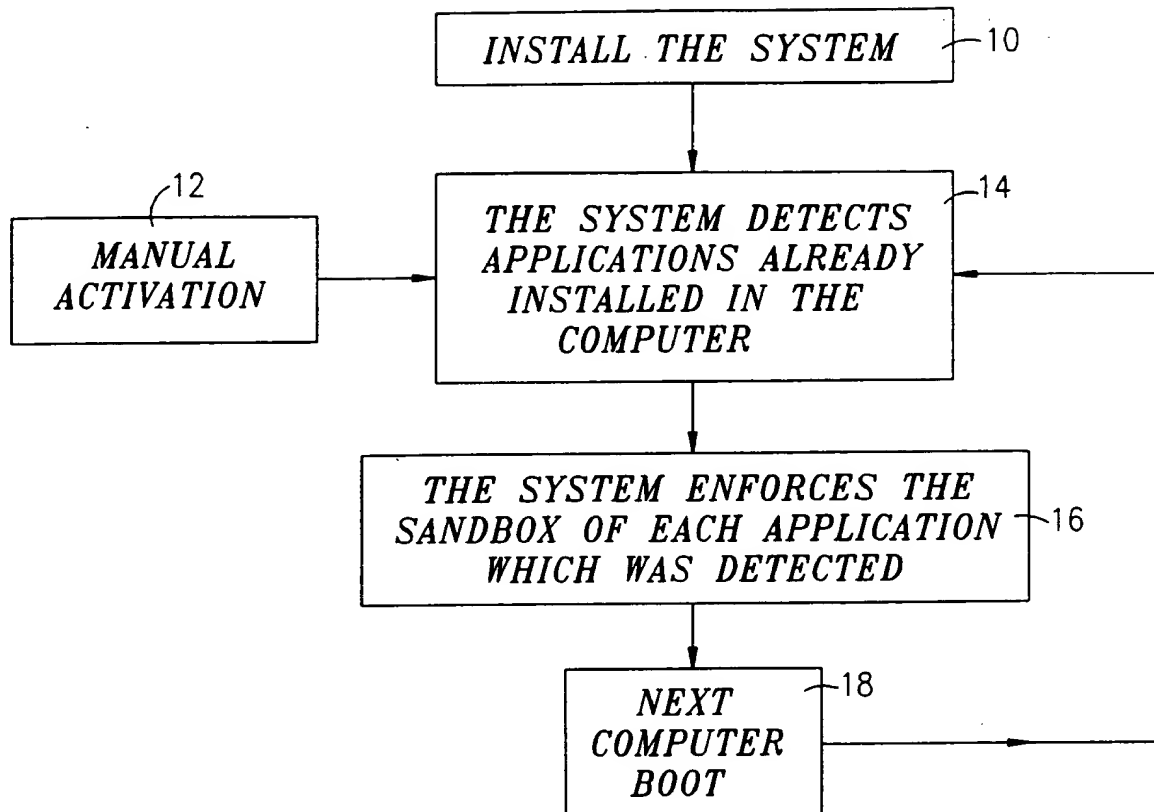 INSTALL THE SYSTEM
10
12
MANUAL
ACTIVATION
14
THE SYSTEM DETECTS
APPLICATIONS ALREADY
INSTALLED IN THE
COMPUTER
THE SYSTEM ENFORCES THE
SANDBOX OF EACH APPLICATION
WHICH WAS DETECTED
16
18
NEXT
COMPUTER
BOOT